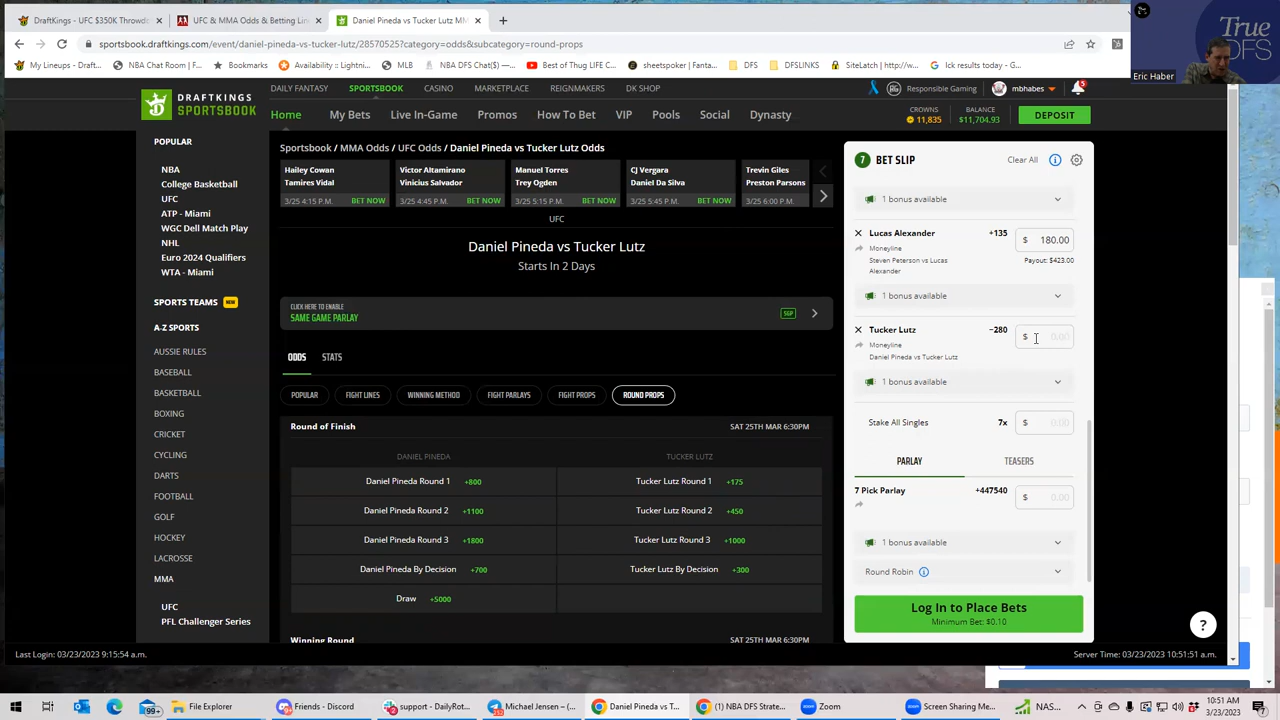 DraftKings - UFC $350K Throwdo
UFC & MMA Odds & Betting Lin
Daniel Pineda vs Tucker Lutz MM
sportsbook.draftkings.com/event/daniel-pineda-vs-tucker-lutz/28570525?category=odds&subcategory=round-props
My Lineups - Draft...
NBA Chat Room | F...
Bookmarks
Availability :: Lightni...
MLB
NBA DFS Chat($) -...
sheetspoker | Fanta...
DFS
DFSLINKS
Best of Thug LIFE C...
SiteLatch | http://w...
Ick results today - G...
True DFS
Eric Haber
DRAFTKINGS
SPORTSBOOK
DAILY FANTASY
SPORTSBOOK
CASINO
MARKETPLACE
REIGNMAKERS
DK SHOP
RG
Responsible Gaming
mbhabes
5
Home
My Bets
Live In-Game
Promos
How To Bet
VIP
Pools
Social
Dynasty
CROWNS
11,835
BALANCE
$11,704.93
DEPOSIT
POPULAR
NBA
College Basketball
UFC
ATP - Miami
WGC Dell Match Play
NHL
Euro 2024 Qualifiers
WTA - Miami
SPORTS TEAMS NEW
A-Z SPORTS
AUSSIE RULES
BASEBALL
BASKETBALL
BOXING
CRICKET
CYCLING
DARTS
FOOTBALL
GOLF
HOCKEY
LACROSSE
MMA
UFC
PFL Challenger Series
Sportsbook / MMA Odds / UFC Odds / Daniel Pineda vs Tucker Lutz Odds
Hailey Cowan
Tamires Vidal
3/25 4:15 P.M. BET NOW
Victor Altamirano
Vinicius Salvador
3/25 4:45 P.M. BET NOW
Manuel Torres
Trey Ogden
3/25 5:15 P.M. BET NOW
CJ Vergara
Daniel Da Silva
3/25 5:45 P.M. BET NOW
Trevin Giles
Preston Parsons
3/25 6:00 P.M.
UFC
Daniel Pineda vs Tucker Lutz
Starts In 2 Days
CLICK HERE TO ENABLE
SAME GAME PARLAY
SGP
ODDS
STATS
POPULAR
FIGHT LINES
WINNING METHOD
FIGHT PARLAYS
FIGHT PROPS
ROUND PROPS
Round of Finish
SAT 25TH MAR 6:30PM
DANIEL PINEDA
TUCKER LUTZ
Daniel Pineda Round 1 +800
Tucker Lutz Round 1 +175
Daniel Pineda Round 2 +1100
Tucker Lutz Round 2 +450
Daniel Pineda Round 3 +1800
Tucker Lutz Round 3 +1000
Daniel Pineda By Decision +700
Tucker Lutz By Decision +300
Draw +5000
Winning Round
SAT 25TH MAR 6:30PM
7 BET SLIP
Clear All
1 bonus available
Lucas Alexander +135
$ 180.00
Moneyline
Steven Peterson vs Lucas
Alexander
Payout: $423.00
1 bonus available
Tucker Lutz −280
$ 0.00
Moneyline
Daniel Pineda vs Tucker Lutz
1 bonus available
Stake All Singles 7x $ 0.00
PARLAY
TEASERS
7 Pick Parlay +447540 $ 0.00
1 bonus available
Round Robin
Log In to Place Bets
Minimum Bet: $0.10
?
Last Login: 03/23/2023 9:15:54 a.m.
Server Time: 03/23/2023 10:51:51 a.m.
99+
File Explorer
Friends - Discord
support - DailyRot...
Michael Jensen – (...
Daniel Pineda vs T...
(1) NBA DFS Strate...
Zoom
Screen Sharing Me...
NAS...
10:51 AM
3/23/2023
7